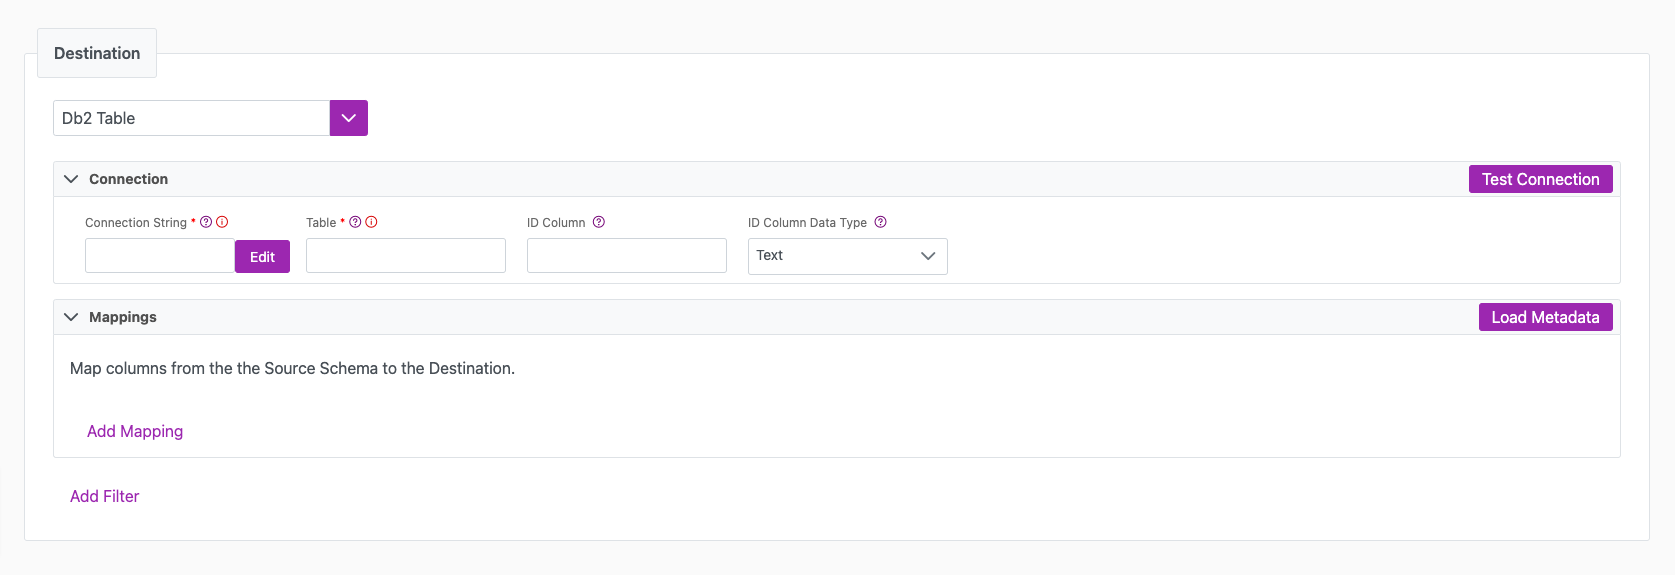 Destination
Db2 Table
Connection
Test Connection
Connection String * Table * ID Column ID Column Data Type
Edit Text
Mappings
Load Metadata
Map columns from the the Source Schema to the Destination.
Add Mapping
Add Filter